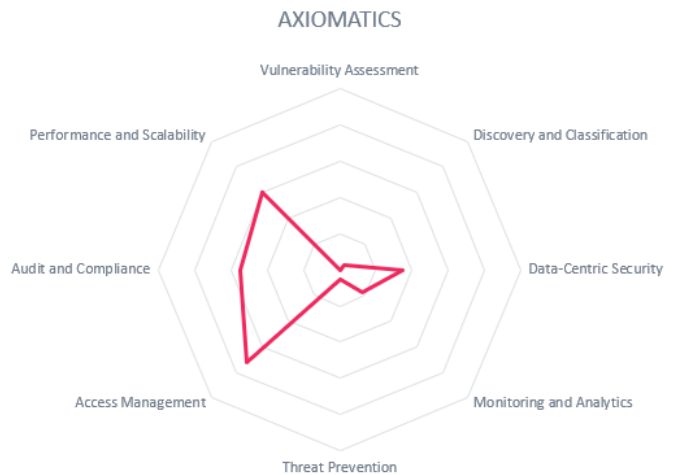 AXIOMATICS
Vulnerability Assessment
Performance and Scalability
Discovery and Classification
Audit and Compliance
Data-Centric Security
Access Management
Monitoring and Analytics
Threat Prevention